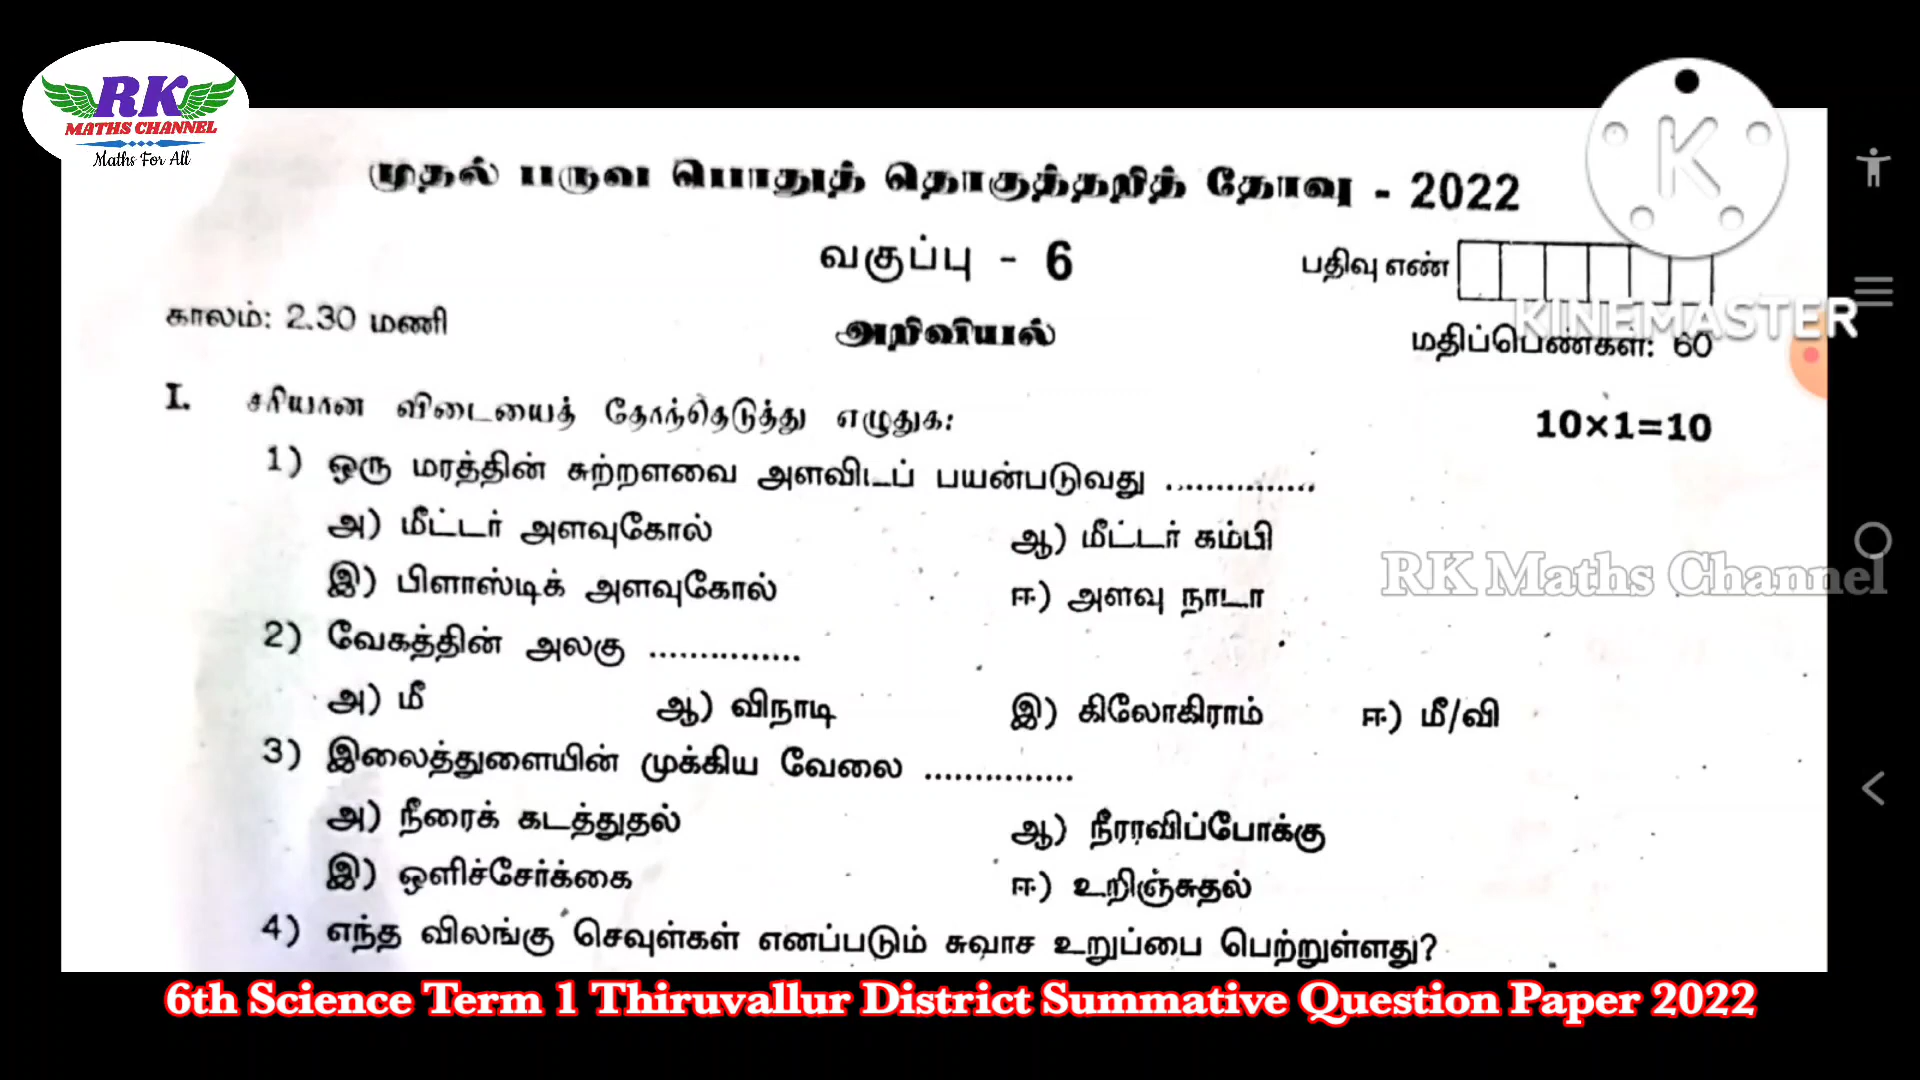 RK
MATHS CHANNEL
Maths For All
K
முதல் பருவ பொதுத் தொகுத்தறித் தேர்வு - 2022
வகுப்பு - 6
பதிவு எண்
KINEMASTER
காலம்: 2.30 மணி
அறிவியல்
மதிப்பெண்கள்: 60
I. சரியான விடையைத் தேர்ந்தெடுத்து எழுதுக:
10×1=10
1) ஒரு மரத்தின் சுற்றளவை அளவிடப் பயன்படுவது ...............
அ) மீட்டர் அளவுகோல் ஆ) மீட்டர் கம்பி
RK Maths Channel
இ) பிளாஸ்டிக் அளவுகோல் ஈ) அளவு நாடா
2) வேகத்தின் அலகு ...............
அ) மீ ஆ) விநாடி இ) கிலோகிராம் ஈ) மீ/வி
3) இலைத்துளையின் முக்கிய வேலை ...............
அ) நீரைக் கடத்துதல் ஆ) நீராவிப்போக்கு
இ) ஒளிச்சேர்க்கை ஈ) உறிஞ்சுதல்
4) எந்த விலங்கு செவுள்கள் எனப்படும் சுவாச உறுப்பை பெற்றுள்ளது?
6th Science Term 1 Thiruvallur District Summative Question Paper 2022